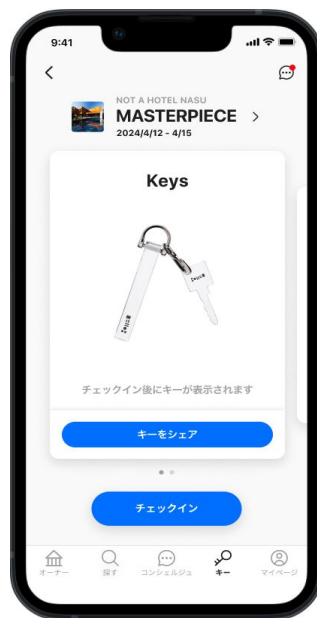 9:41
NOT A HOTEL NASU
MASTERPIECE
2024/4/12 - 4/15
Keys
チェックイン後にキーが表示されます
キーをシェア
チェックイン
オーナー
探す
コンシェルジュ
キー
マイページ